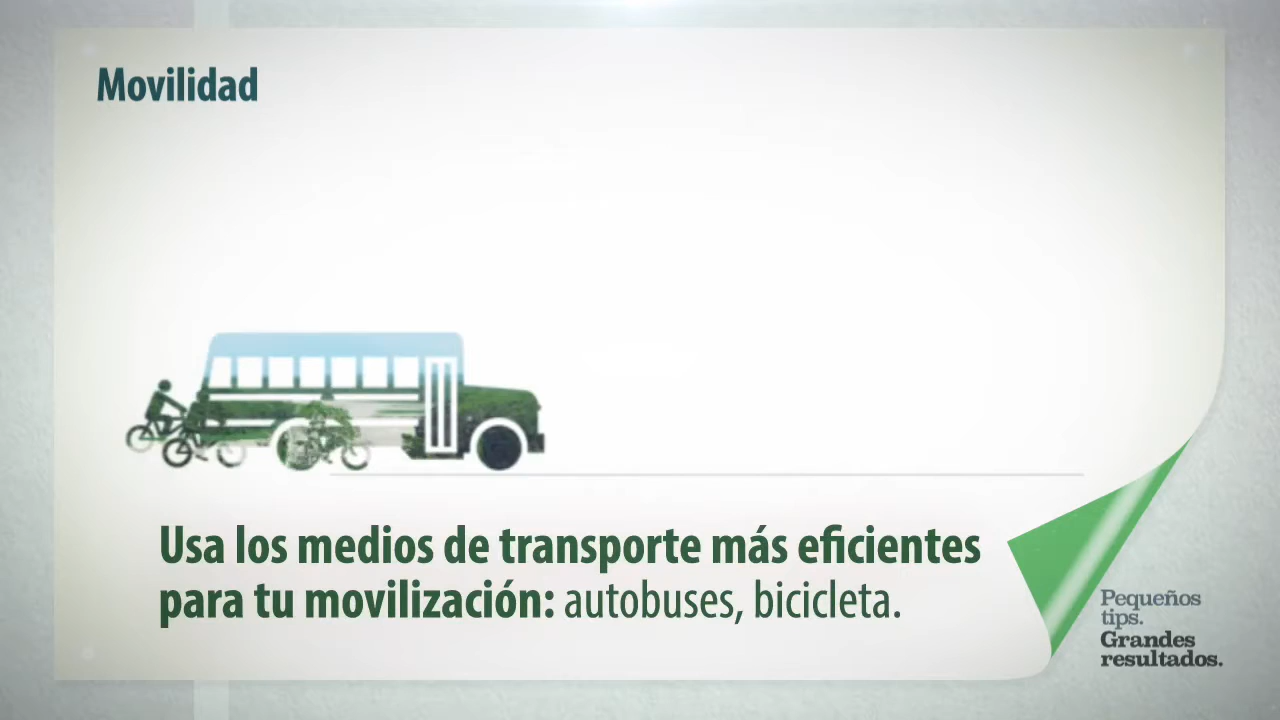 Movilidad
Usa los medios de transporte más eficientes
para tu movilización: autobuses, bicicleta.
Pequeños
tips.
Grandes
resultados.